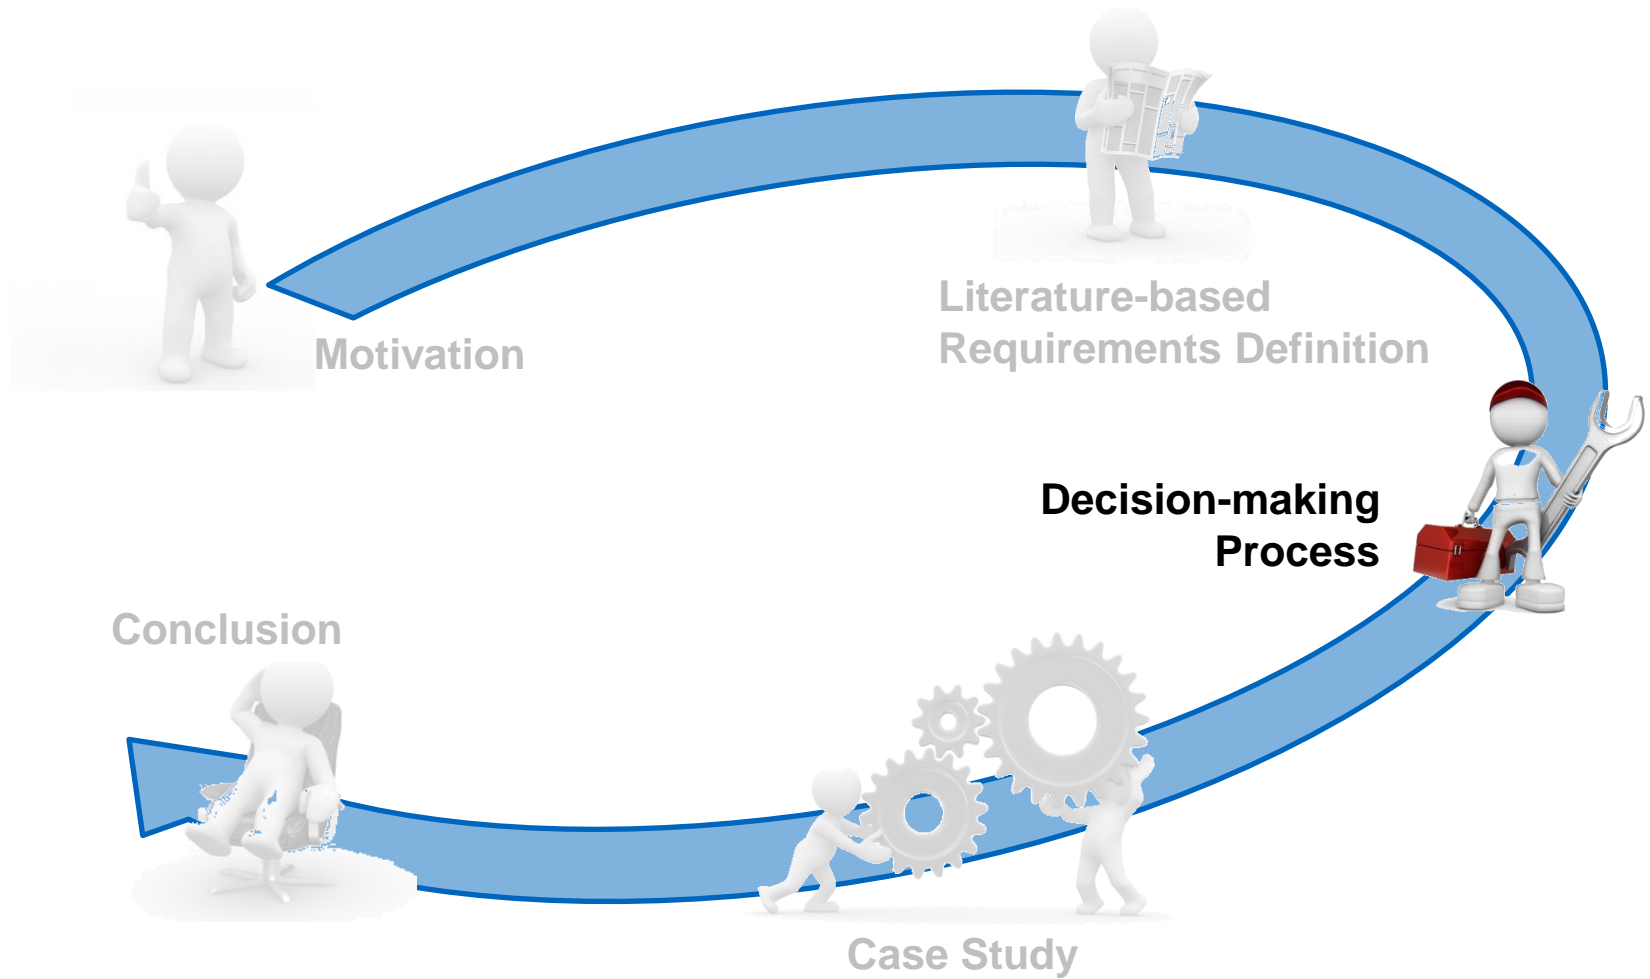 Motivation
Literature-based
Requirements Definition
Decision-making
Process
Conclusion
Case Study